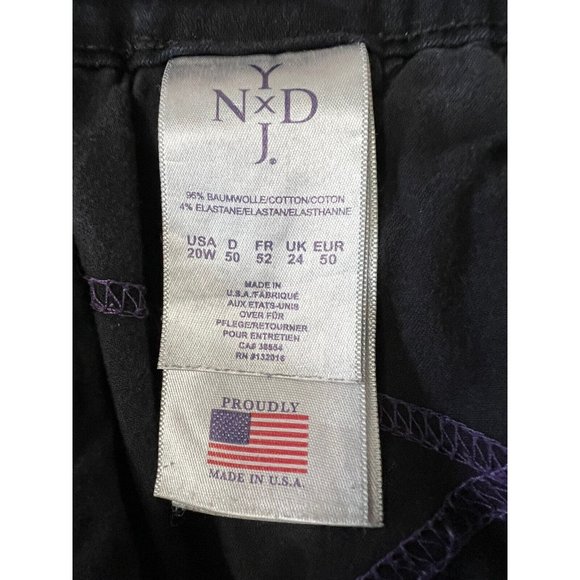 Y
N × D
J.®
96% BAUMWOLLE/COTTON/COTON
4% ELASTANE/ELASTAN/ELASTHANNE
USA D FR UK EUR
20W 50 52 24 50
MADE IN
U.S.A./FABRIQUÉ
AUX ETATS-UNIS
OVER FÜR
PFLEGE/RETOURNER
POUR ENTRETIEN
CA# 38554
RN #132016
PROUDLY
MADE IN U.S.A.